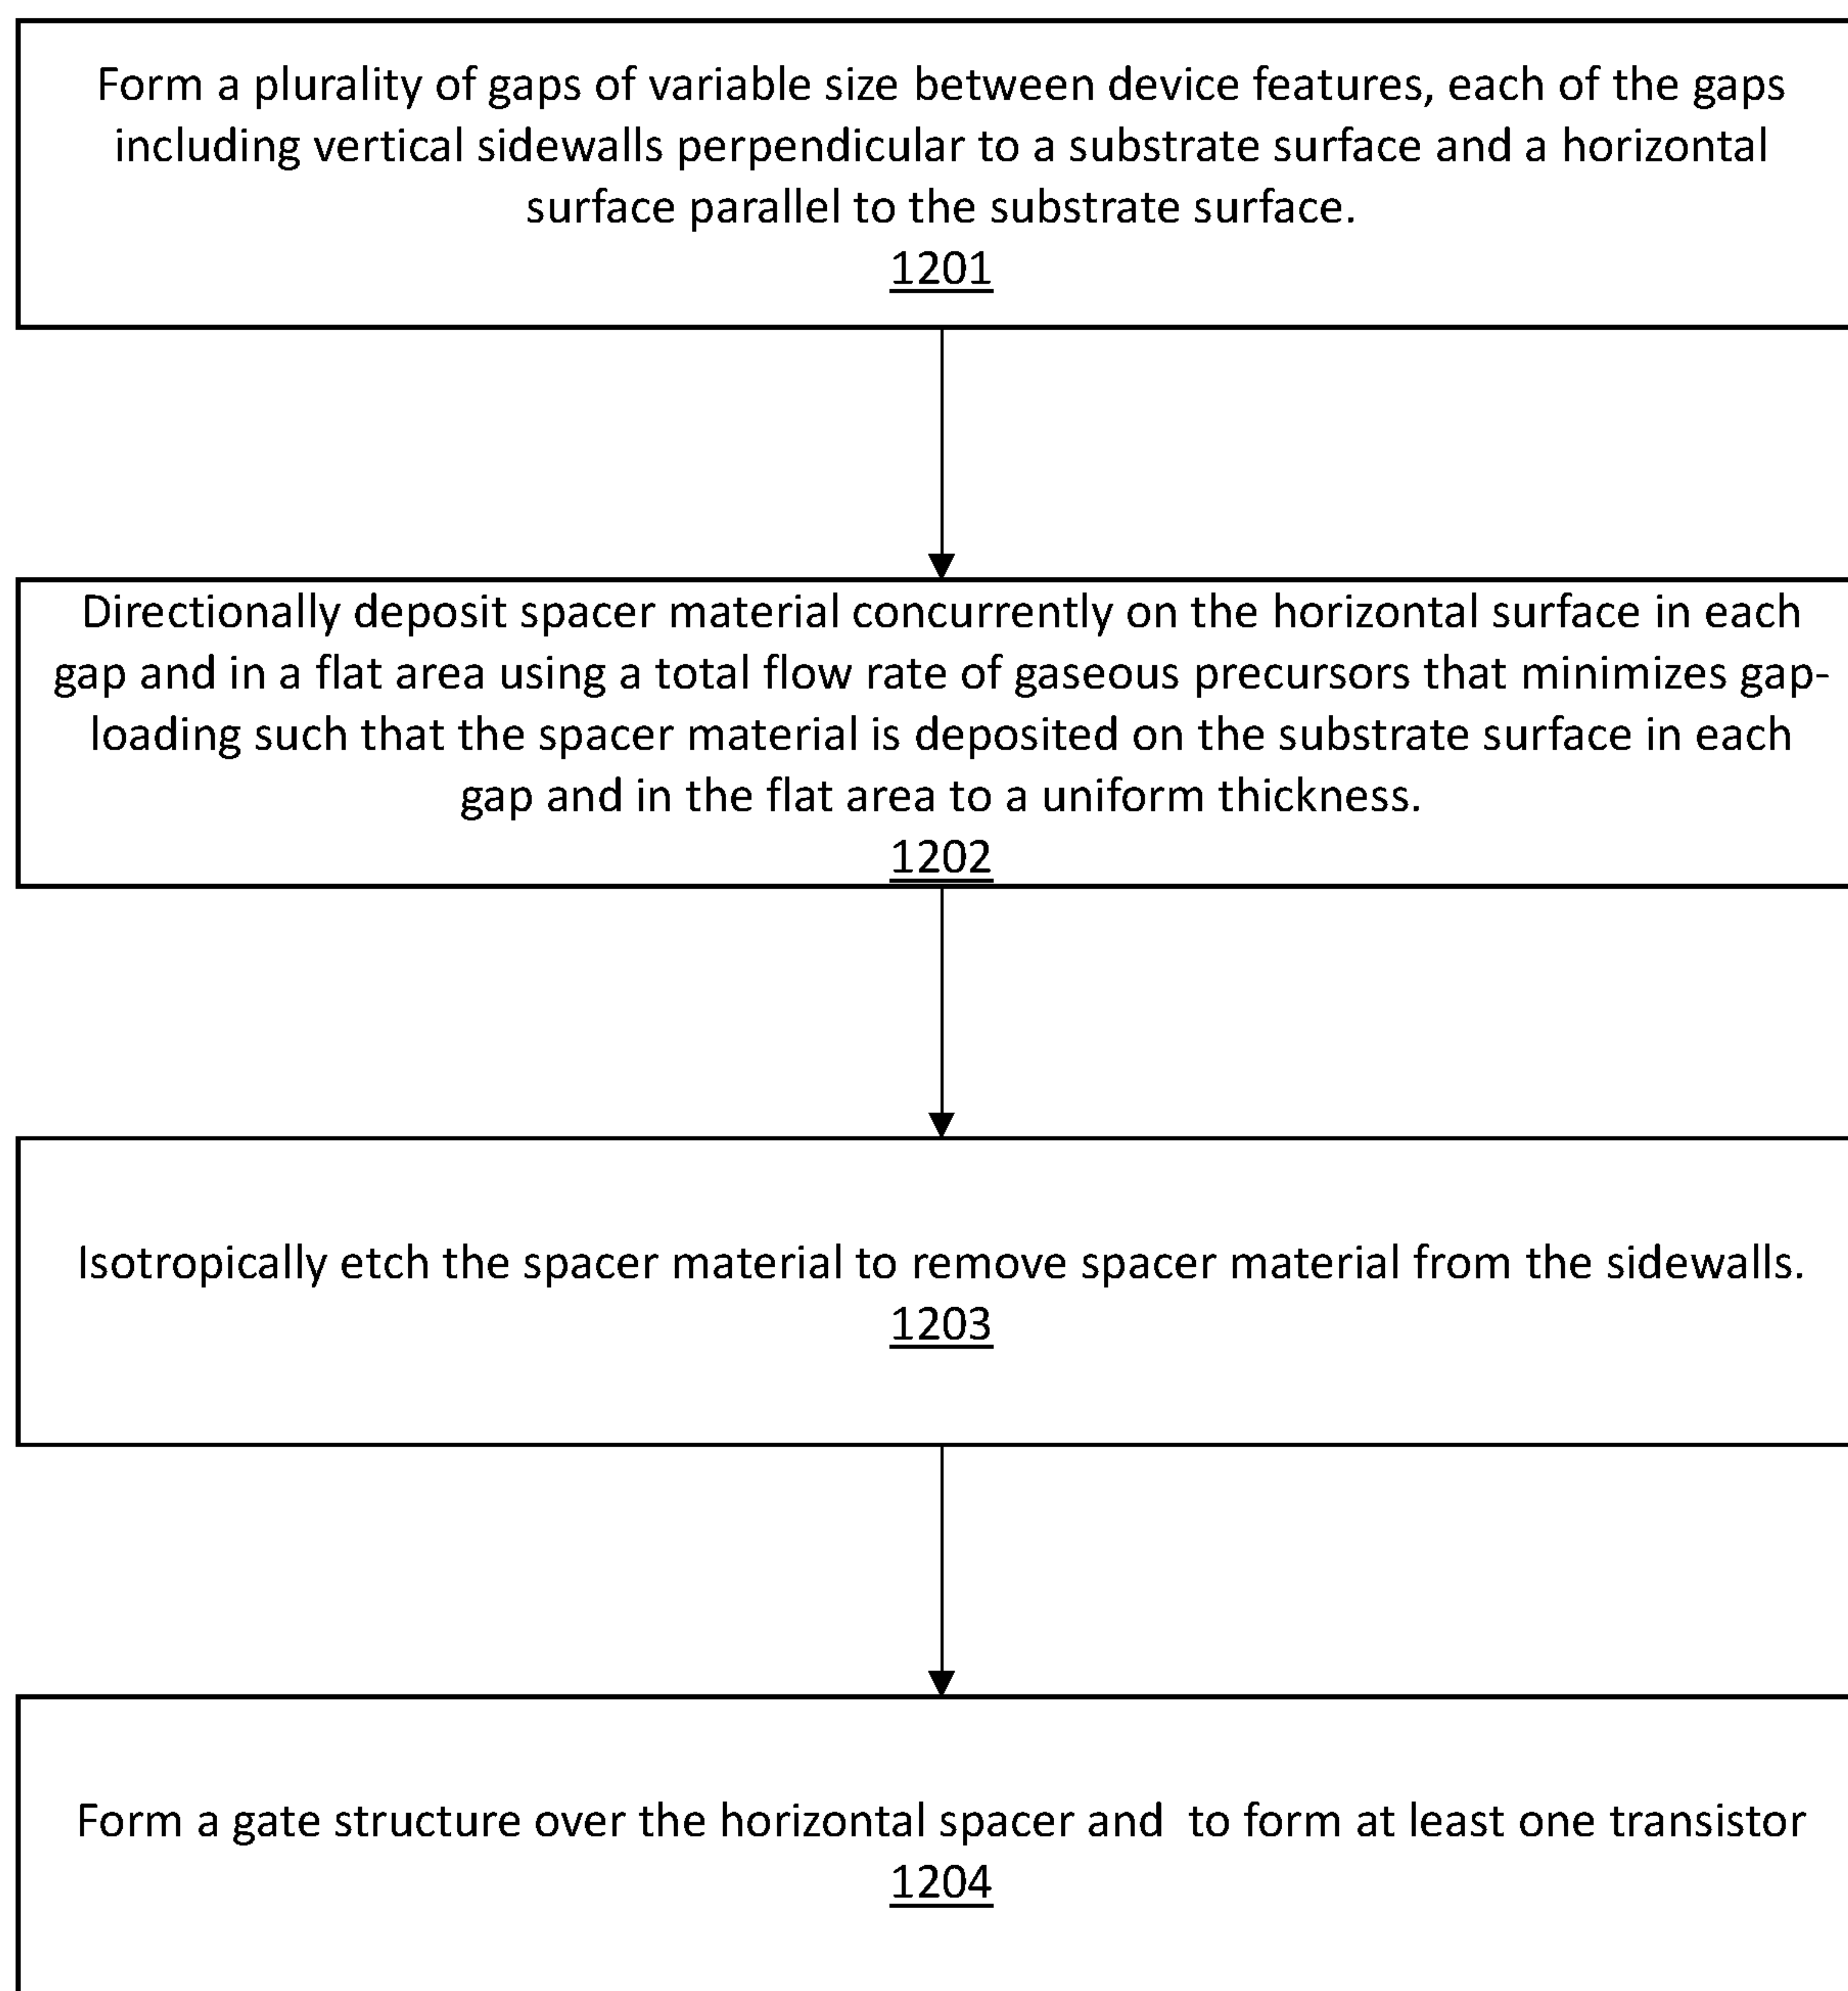 Form a plurality of gaps of variable size between device features, each of the gaps
including vertical sidewalls perpendicular to a substrate surface and a horizontal
surface parallel to the substrate surface.
1201
Directionally deposit spacer material concurrently on the horizontal surface in each
gap and in a flat area using a total flow rate of gaseous precursors that minimizes gap-
loading such that the spacer material is deposited on the substrate surface in each
gap and in the flat area to a uniform thickness.
1202
Isotropically etch the spacer material to remove spacer material from the sidewalls.
1203
Form a gate structure over the horizontal spacer and  to form at least one transistor
1204